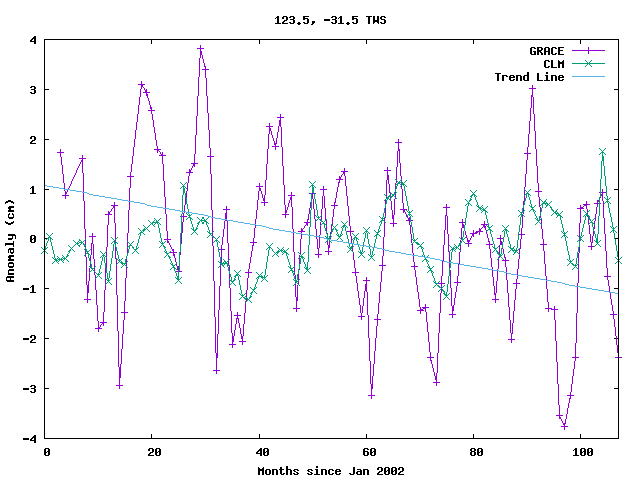 123.5, -31.5 TWS
GRACE
CLM
Trend Line
4
3
2
1
0
-1
-2
-3
-4
Anomaly (cm)
0 20 40 60 80 100
Months since Jan 2002